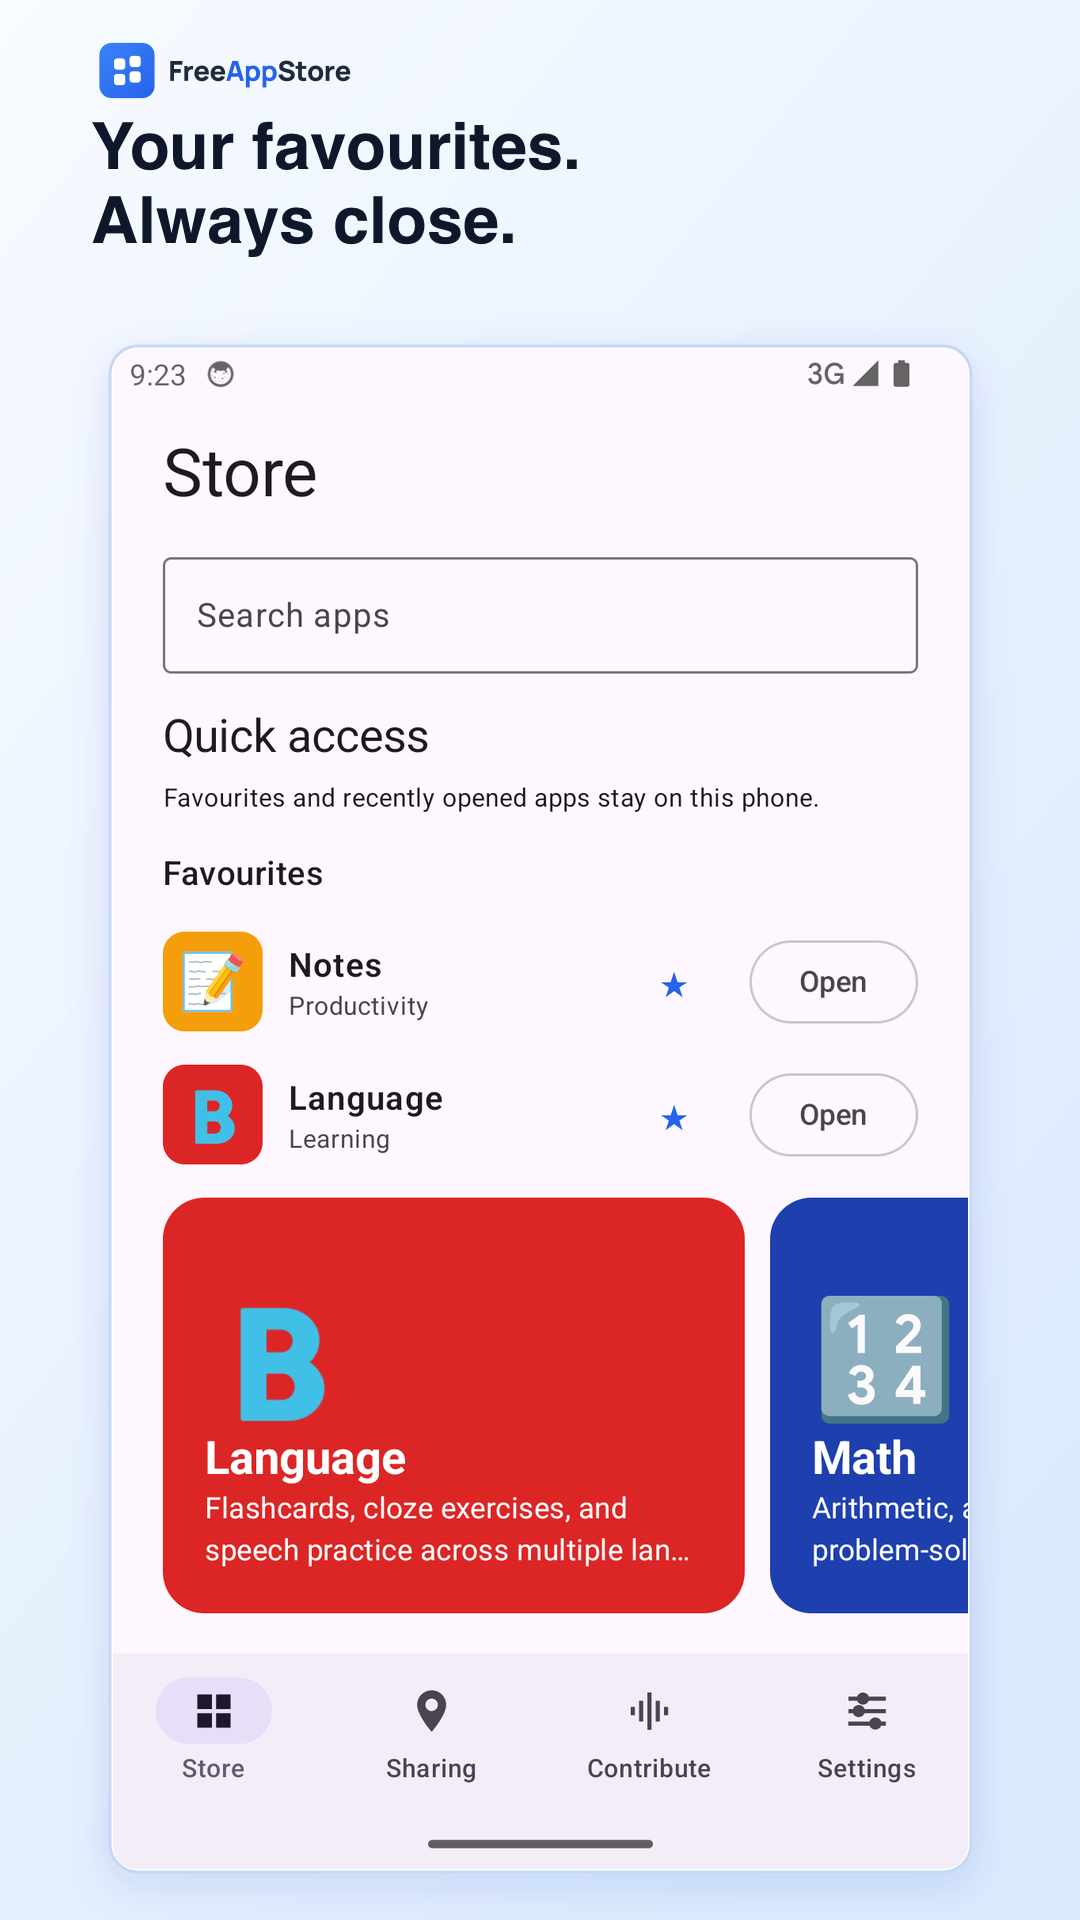 FreeAppStore
Your favourites.
Always close.
9:23
3G
Store
Search apps
Quick access
Favourites and recently opened apps stay on this phone.
Favourites
Notes
Productivity
Open
B
Language
Learning
Open
B
Language
Flashcards, cloze exercises, and
speech practice across multiple lan...
1 2
3 4
Math
Arithmetic,
problem-sol
Store
Sharing
Contribute
Settings